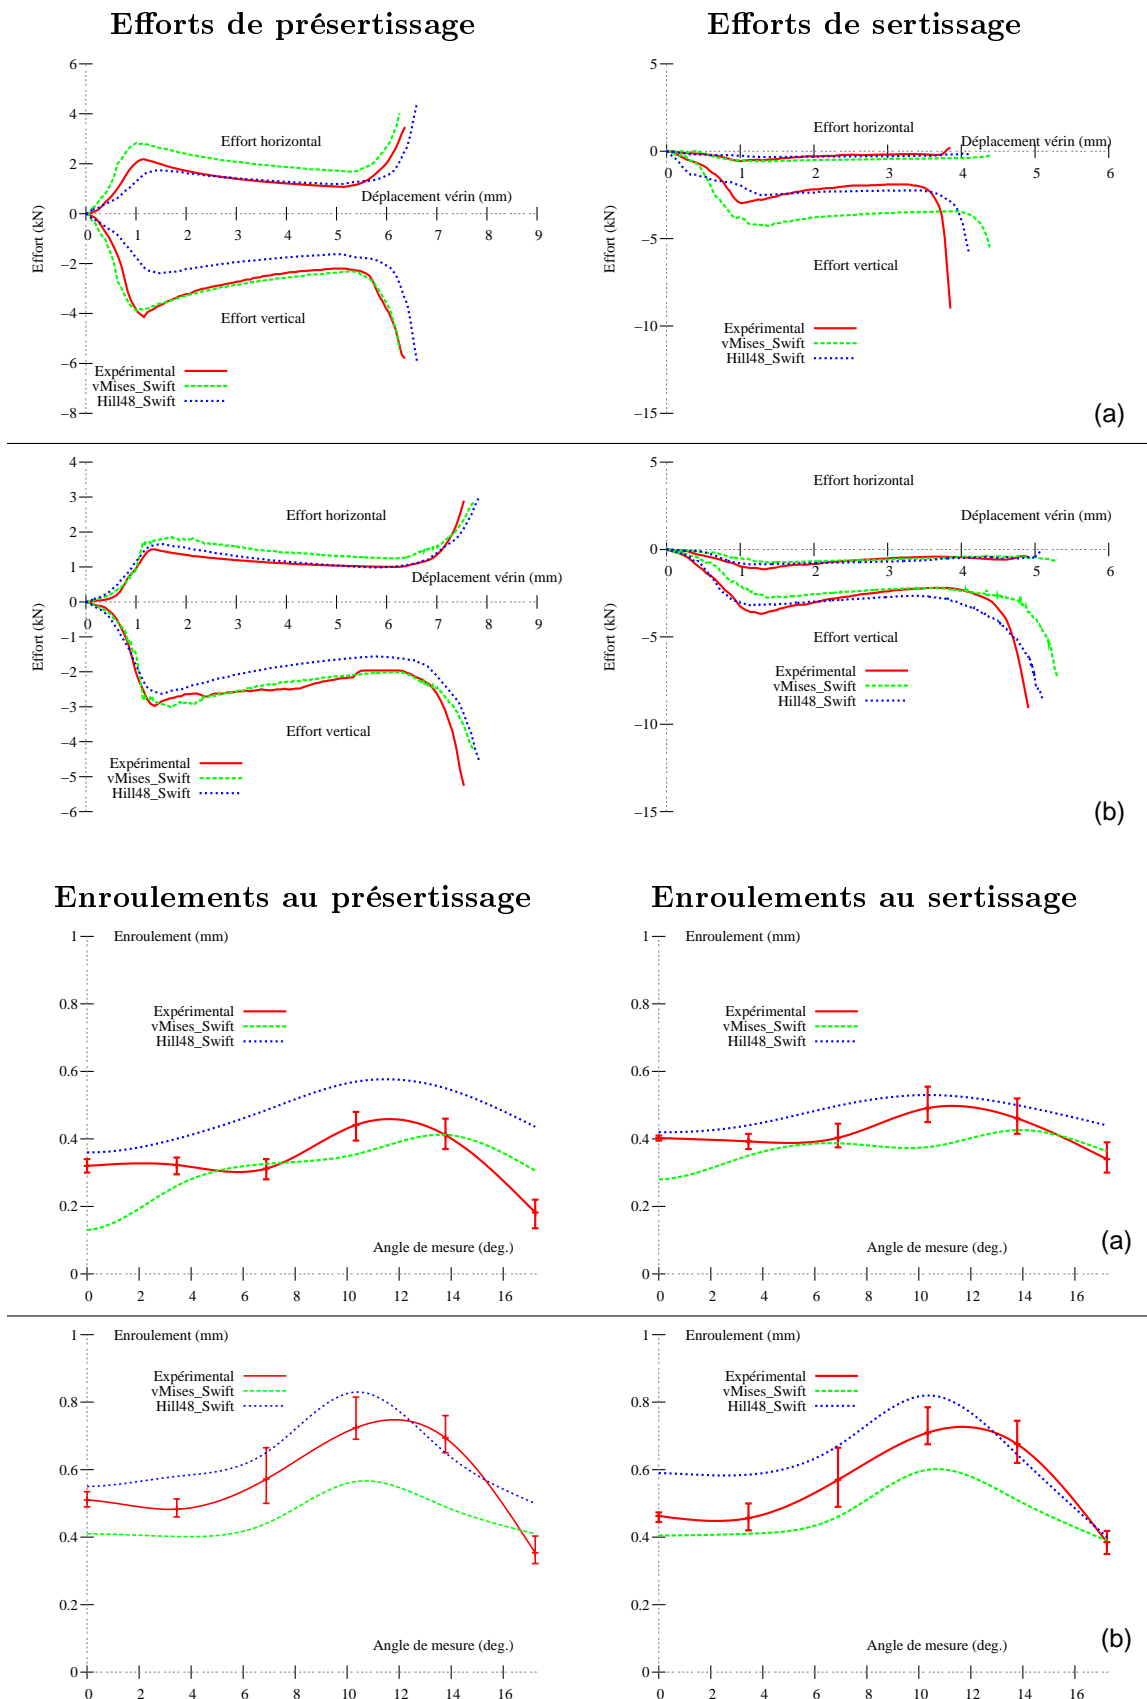 Efforts de présertissage
Efforts de sertissage
6
4
2
0
−2
−4
−6
−8
0 1 2 3 4 5 6 7 8 9
Effort (kN)
Effort horizontal
Déplacement vérin (mm)
Effort vertical
Expérimental
vMises_Swift
Hill48_Swift
5
0
−5
−10
−15
0 1 2 3 4 5 6
Effort (kN)
Effort horizontal
Déplacement vérin (mm)
Effort vertical
Expérimental
vMises_Swift
Hill48_Swift
(a)
4
3
2
1
0
−1
−2
−3
−4
−5
−6
0 1 2 3 4 5 6 7 8 9
Effort (kN)
Effort horizontal
Déplacement vérin (mm)
Effort vertical
Expérimental
vMises_Swift
Hill48_Swift
5
0
−5
−10
−15
0 1 2 3 4 5 6
Effort (kN)
Effort horizontal
Déplacement vérin (mm)
Effort vertical
Expérimental
vMises_Swift
Hill48_Swift
(b)
Enroulements au présertissage
Enroulements au sertissage
1
0.8
0.6
0.4
0.2
0
Enroulement (mm)
Expérimental
vMises_Swift
Hill48_Swift
Angle de mesure (deg.)
0 2 4 6 8 10 12 14 16
1
0.8
0.6
0.4
0.2
0
Enroulement (mm)
Expérimental
vMises_Swift
Hill48_Swift
Angle de mesure (deg.)
0 2 4 6 8 10 12 14 16
(a)
1
0.8
0.6
0.4
0.2
0
Enroulement (mm)
Expérimental
vMises_Swift
Hill48_Swift
Angle de mesure (deg.)
0 2 4 6 8 10 12 14 16
1
0.8
0.6
0.4
0.2
0
Enroulement (mm)
Expérimental
vMises_Swift
Hill48_Swift
Angle de mesure (deg.)
0 2 4 6 8 10 12 14 16
(b)